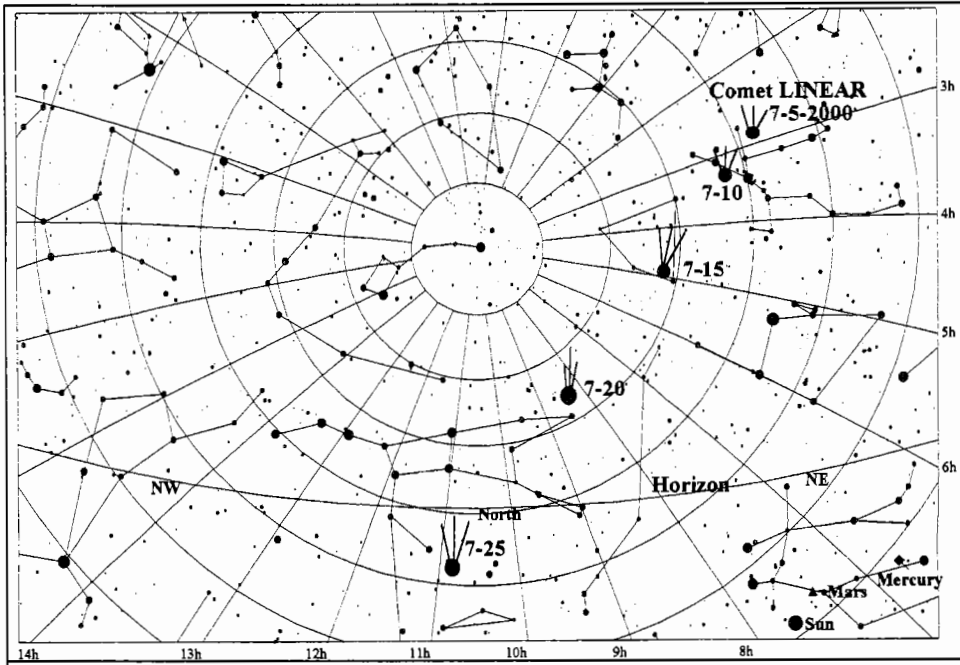 Comet LINEAR
7-5-2000
3h
7-10
4h
7-15
5h
7-20
6h
NW
Horizon
NE
North
7-25
Mercury
Mars
Sun
14h
13h
12h
11h
10h
9h
8h